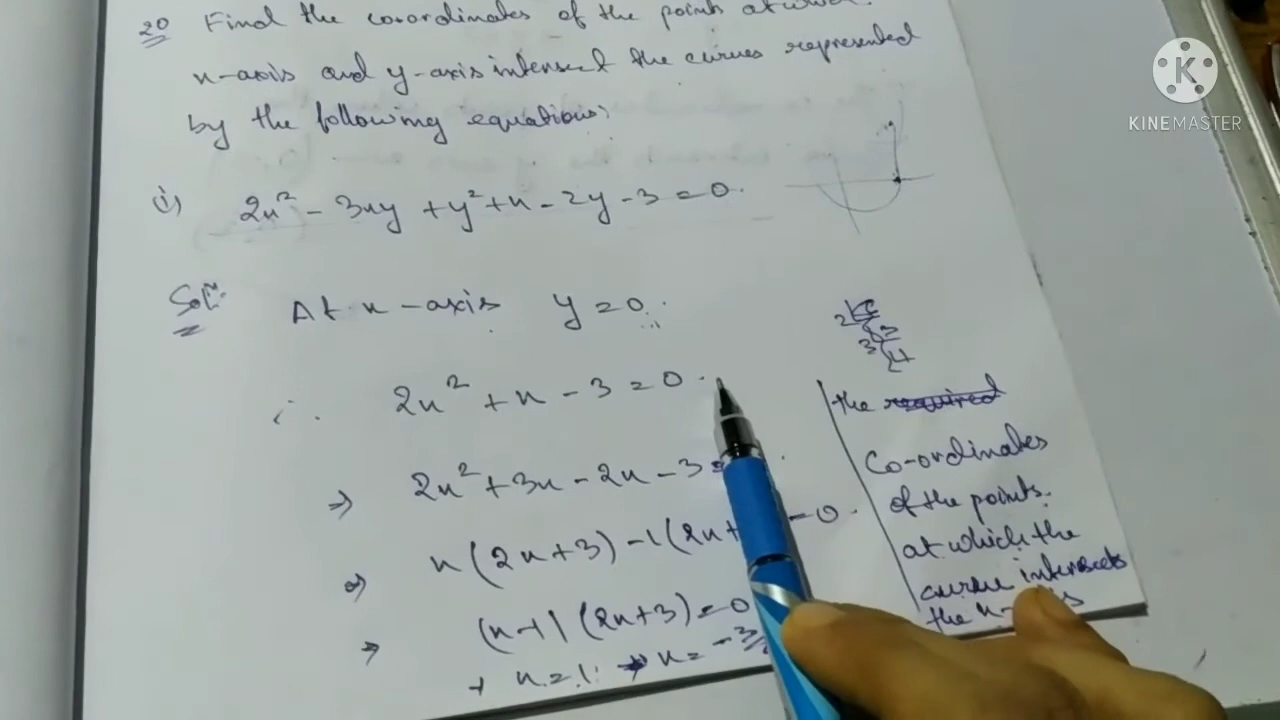 20 Find the co-ordinates of the points at
x-axis and y-axis intersect the curves represented
by the following equations:
i) 2x² - 3xy + y² + x - 2y - 3 = 0.
Sol: At x-axis y = 0.
∴ 2x² + x - 3 = 0.
⇒ 2x² + 3x - 2x - 3 =
x(2x+3) - 1(2x+ = 0.
⇒ (x-1)(2x+3) = 0
x = 1. x = -3/
the required
Co-ordinates
of the points.
at which the
curve intersects
the
K
KINEMASTER